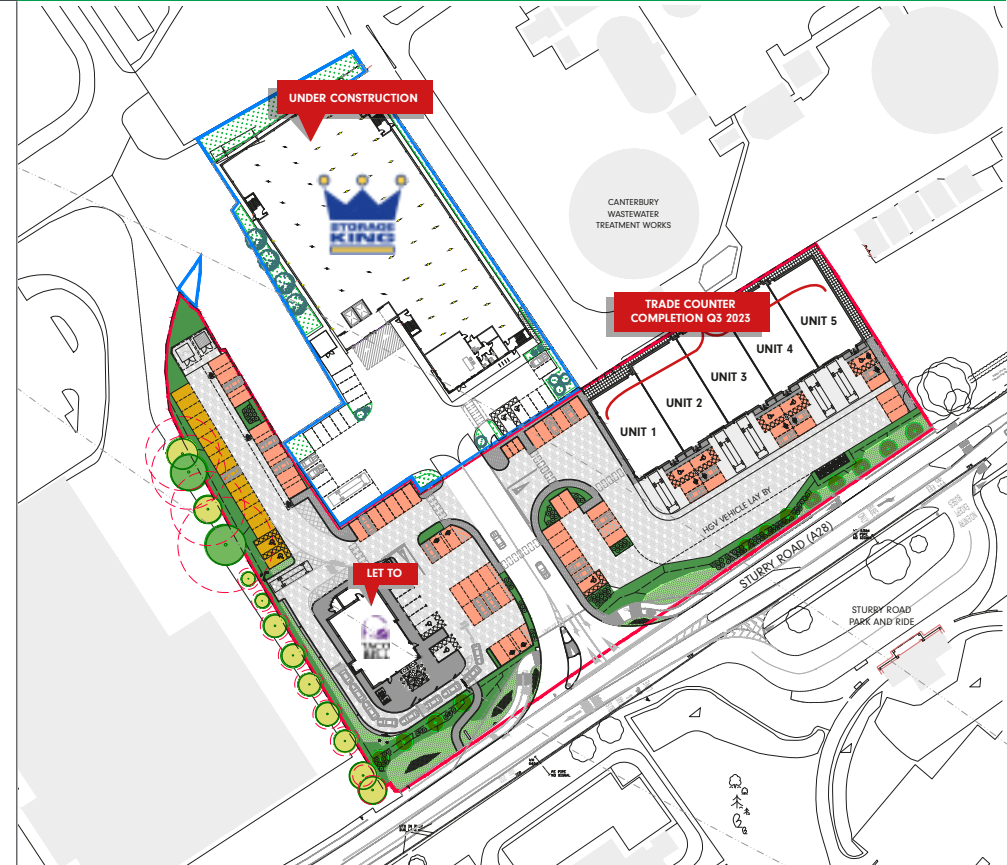 UNDER CONSTRUCTION
STORAGE
KING
CANTERBURY
WASTEWATER
TREATMENT WORKS
TRADE COUNTER
COMPLETION Q3 2023
UNIT 5
UNIT 4
UNIT 3
UNIT 2
UNIT 1
HGV VEHICLE LAY BY
STURRY ROAD (A28)
LET TO
TACO
BELL
STURRY ROAD
PARK AND RIDE